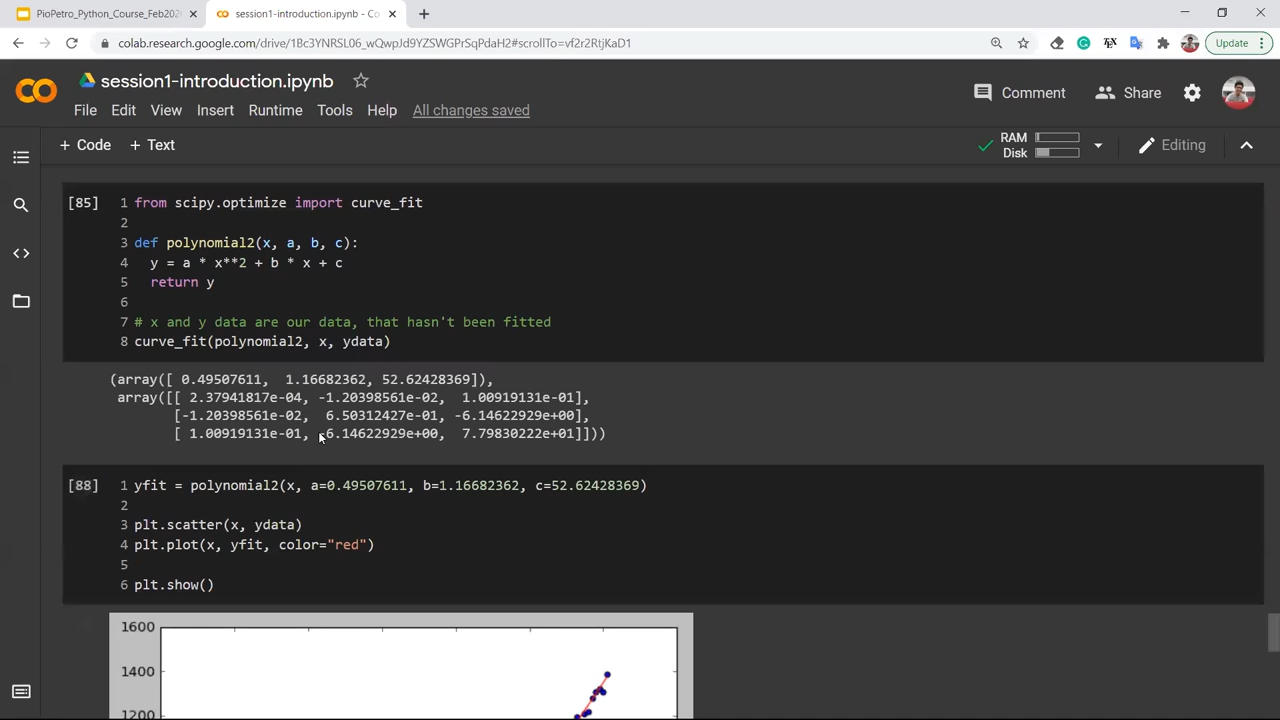 PioPetro_Python_Course_Feb202
session1-introduction.ipynb - Co
colab.research.google.com/drive/1Bc3YNRSL06_wQwpJd9YZSWGPrSqPdaH2#scrollTo=vf2r2RtjKaD1
Update
session1-introduction.ipynb
Comment
Share
File Edit View Insert Runtime Tools Help All changes saved
+ Code + Text
RAM
Disk
Editing
[85]
1 from scipy.optimize import curve_fit
2
3 def polynomial2(x, a, b, c):
4 y = a * x**2 + b * x + c
5 return y
6
7 # x and y data are our data, that hasn't been fitted
8 curve_fit(polynomial2, x, ydata)
(array([ 0.49507611, 1.16682362, 52.62428369]),
array([[ 2.37941817e-04, -1.20398561e-02, 1.00919131e-01],
[-1.20398561e-02, 6.50312427e-01, -6.14622929e+00],
[ 1.00919131e-01, -6.14622929e+00, 7.79830222e+01]]))
[88]
1 yfit = polynomial2(x, a=0.49507611, b=1.16682362, c=52.62428369)
2
3 plt.scatter(x, ydata)
4 plt.plot(x, yfit, color="red")
5
6 plt.show()
1600
1400
1200